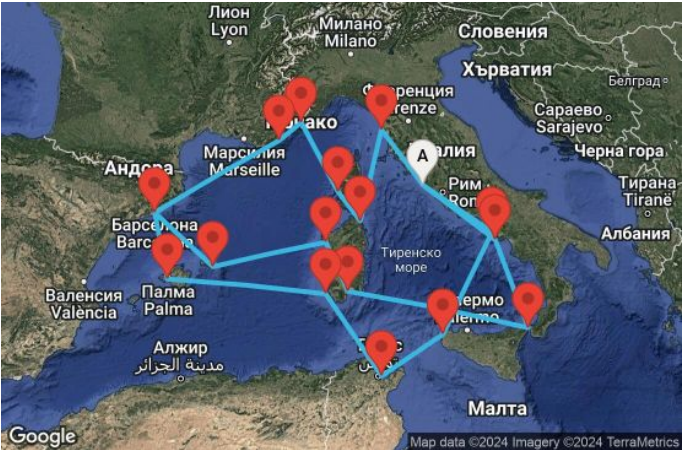 Лион
Lyon
Милано
Milano
Словения
Хърватия
Белград
Сараево
Sarajevo
Черна гора
Тирана
Tiranë
Албания
Марсилия
Marseille
Андора
A
Рим
Барселона
Палма
Palma
Валенсия
València
Тиренско
море
Алжир
مدينة الجزائر
Малта
Google
Map data ©2024 Imagery ©2024 TerraMetrics